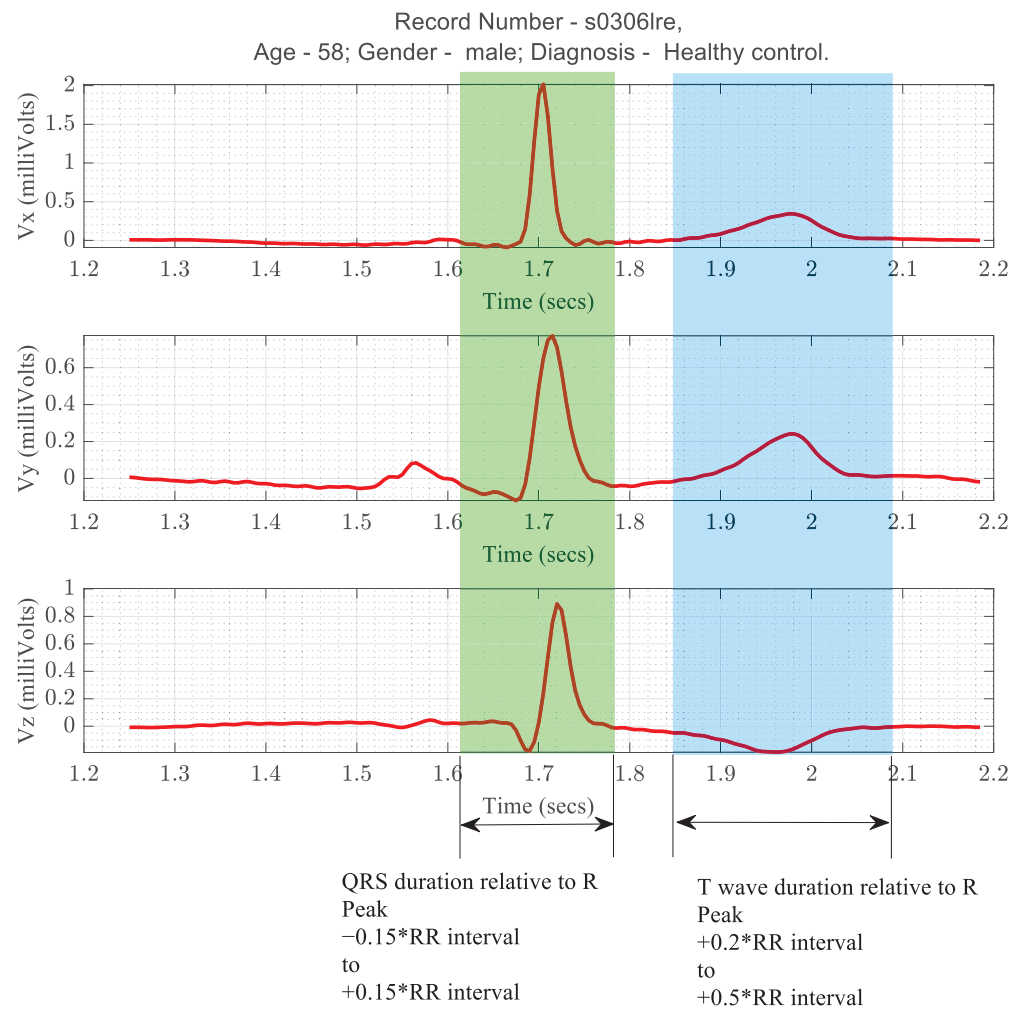 Record Number - s0306lre,
Age - 58; Gender -  male; Diagnosis -  Healthy control.
Vx (milliVolts)
2
1.5
1
0.5
0
1.2 1.3 1.4 1.5 1.6 1.7 1.8 1.9 2 2.1 2.2
Time (secs)
Vy (milliVolts)
0.6
0.4
0.2
0
1.2 1.3 1.4 1.5 1.6 1.7 1.8 1.9 2 2.1 2.2
Time (secs)
Vz (milliVolts)
1
0.8
0.6
0.4
0.2
0
1.2 1.3 1.4 1.5 1.6 1.7 1.8 1.9 2 2.1 2.2
Time (secs)
QRS duration relative to R
Peak
−0.15*RR interval
to
+0.15*RR interval
T wave duration relative to R
Peak
+0.2*RR interval
to
+0.5*RR interval